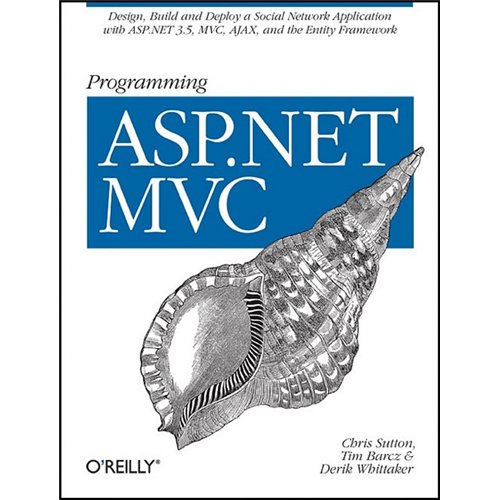 Design, Build and Deploy a Social Network Application
with ASP.NET 3.5, MVC, AJAX, and the Entity Framework
Programming
ASP.NET
MVC
Chris Sutton,
Tim Barcz &
Derik Whittaker
O'REILLY®